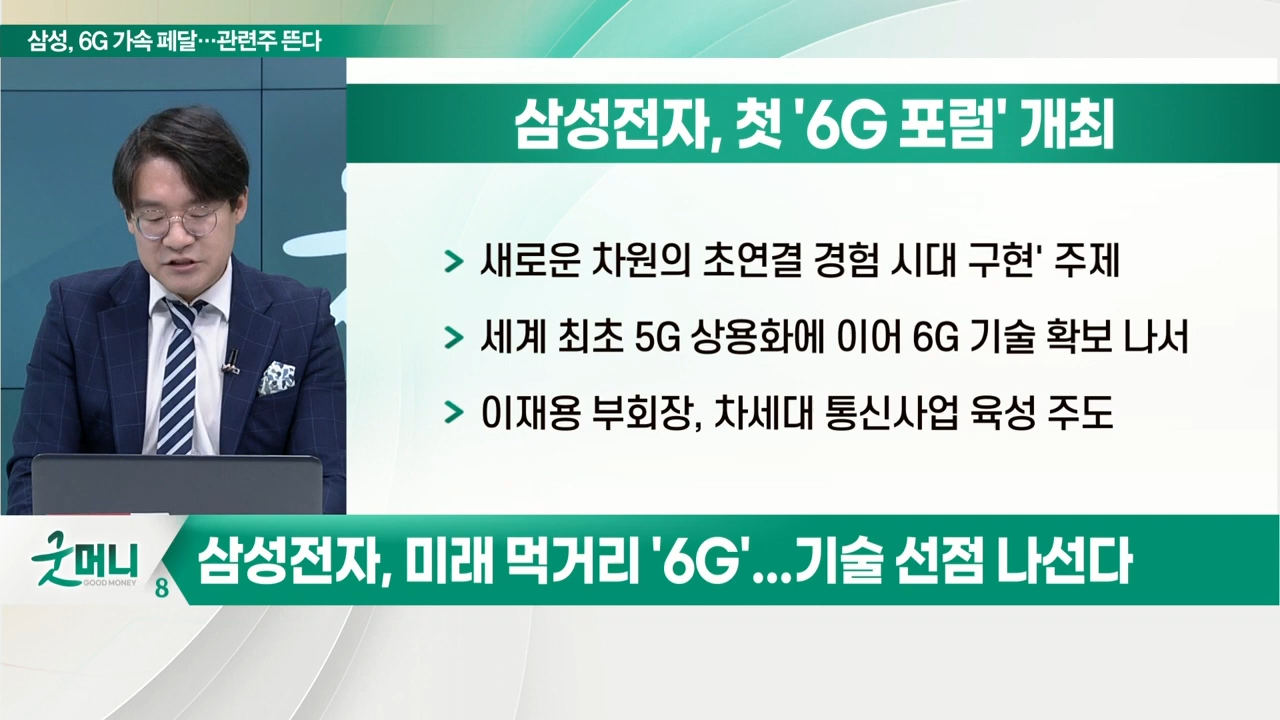 삼성, 6G 가속 페달…관련주 뜬다
삼성전자, 첫 '6G 포럼' 개최
> 새로운 차원의 초연결 경험 시대 구현' 주제
> 세계 최초 5G 상용화에 이어 6G 기술 확보 나서
> 이재용 부회장, 차세대 통신사업 육성 주도
굿머니
GOOD MONEY
8
삼성전자, 미래 먹거리 '6G'...기술 선점 나선다